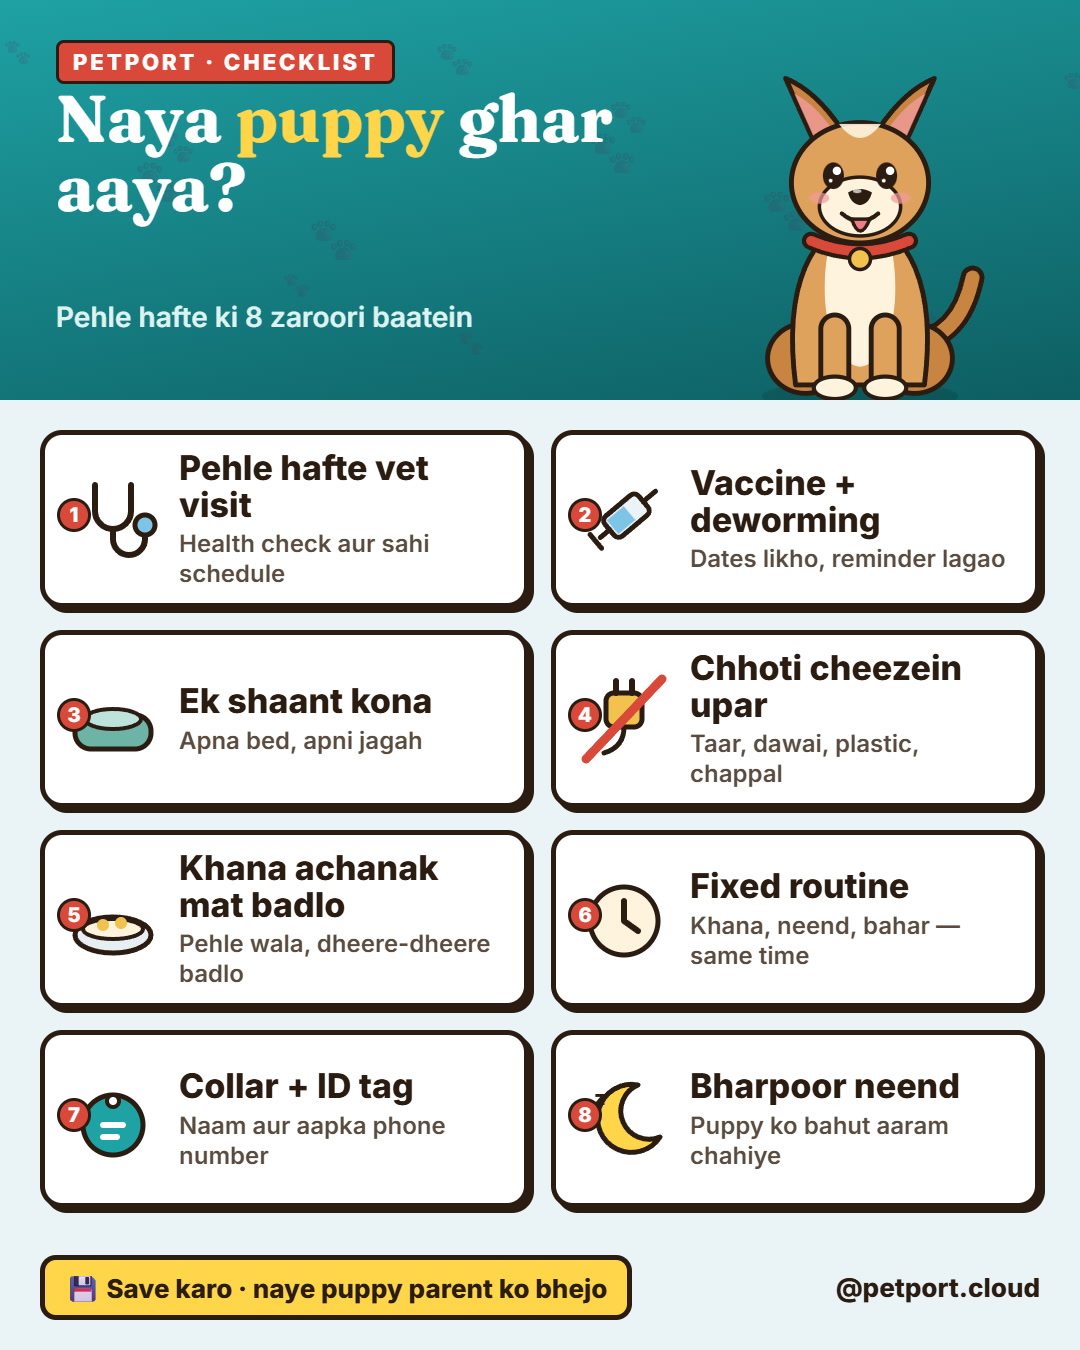 PETPORT · CHECKLIST
Naya puppy ghar
aaya?
Pehle hafte ki 8 zaroori baatein
1
Pehle hafte vet
visit
Health check aur sahi
schedule
2
Vaccine +
deworming
Dates likho, reminder lagao
3
Ek shaant kona
Apna bed, apni jagah
4
Chhoti cheezein
upar
Taar, dawai, plastic,
chappal
5
Khana achanak
mat badlo
Pehle wala, dheere-dheere
badlo
6
Fixed routine
Khana, neend, bahar —
same time
7
Collar + ID tag
Naam aur aapka phone
number
8
Bharpoor neend
Puppy ko bahut aaram
chahiye
💾 Save karo · naye puppy parent ko bhejo
@petport.cloud